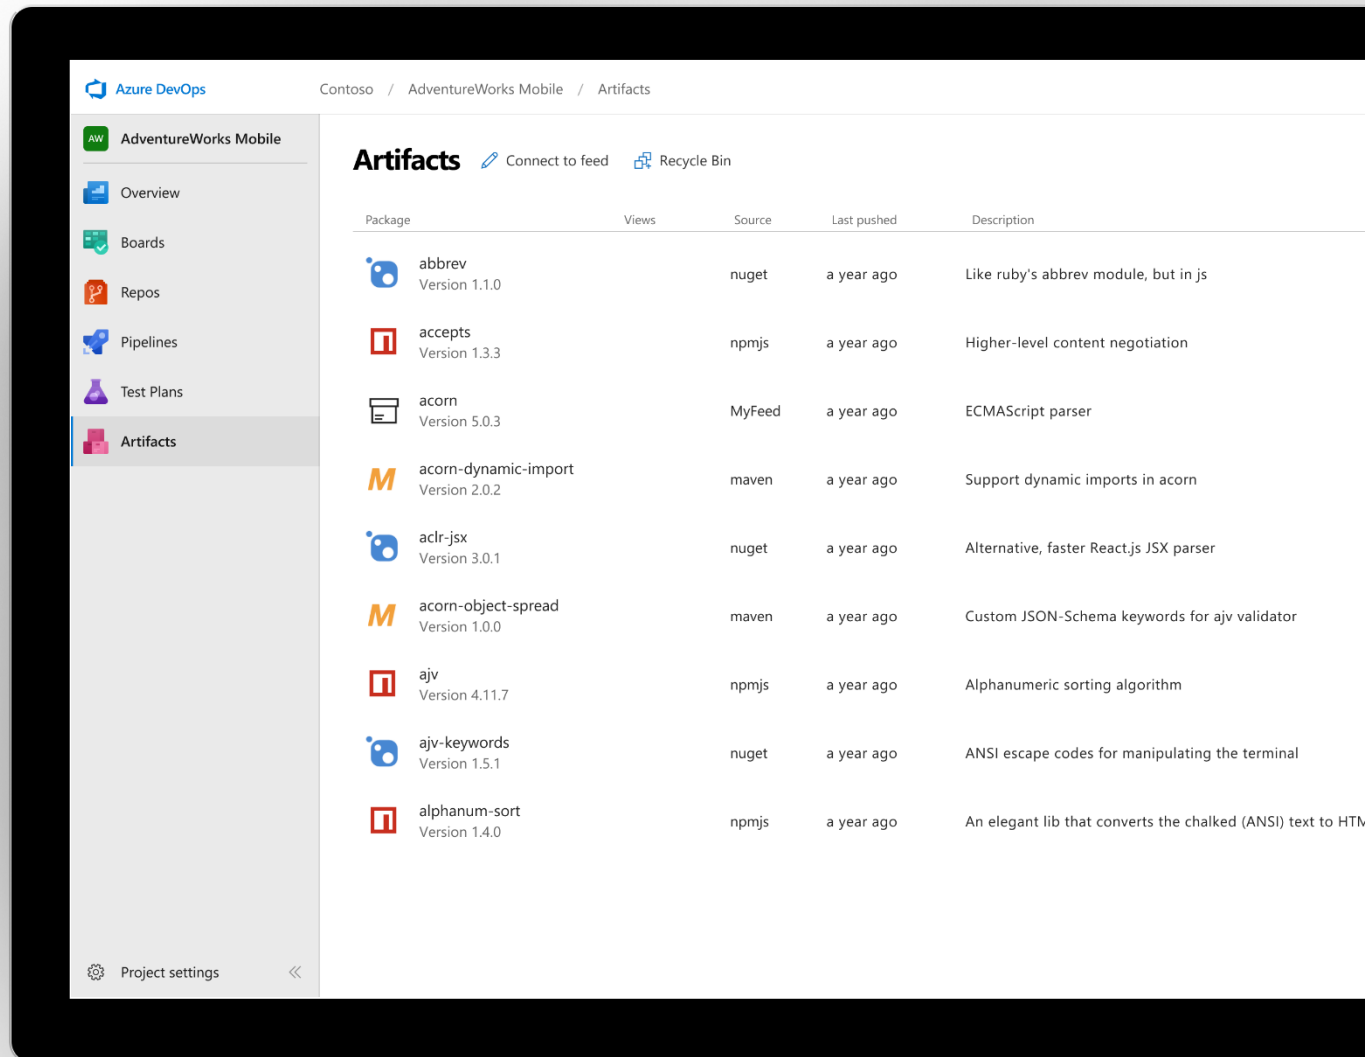 Azure DevOps
Contoso / AdventureWorks Mobile / Artifacts
AW AdventureWorks Mobile
Overview
Boards
Repos
Pipelines
Test Plans
Artifacts
Project settings
Artifacts Connect to feed Recycle Bin
Package Views Source Last pushed Description
abbrev
Version 1.1.0
nuget a year ago Like ruby's abbrev module, but in js
accepts
Version 1.3.3
npmjs a year ago Higher-level content negotiation
acorn
Version 5.0.3
MyFeed a year ago ECMAScript parser
M
acorn-dynamic-import
Version 2.0.2
maven a year ago Support dynamic imports in acorn
aclr-jsx
Version 3.0.1
nuget a year ago Alternative, faster React.js JSX parser
M
acorn-object-spread
Version 1.0.0
maven a year ago Custom JSON-Schema keywords for ajv validator
ajv
Version 4.11.7
npmjs a year ago Alphanumeric sorting algorithm
ajv-keywords
Version 1.5.1
nuget a year ago ANSI escape codes for manipulating the terminal
alphanum-sort
Version 1.4.0
npmjs a year ago An elegant lib that converts the chalked (ANSI) text to HTM